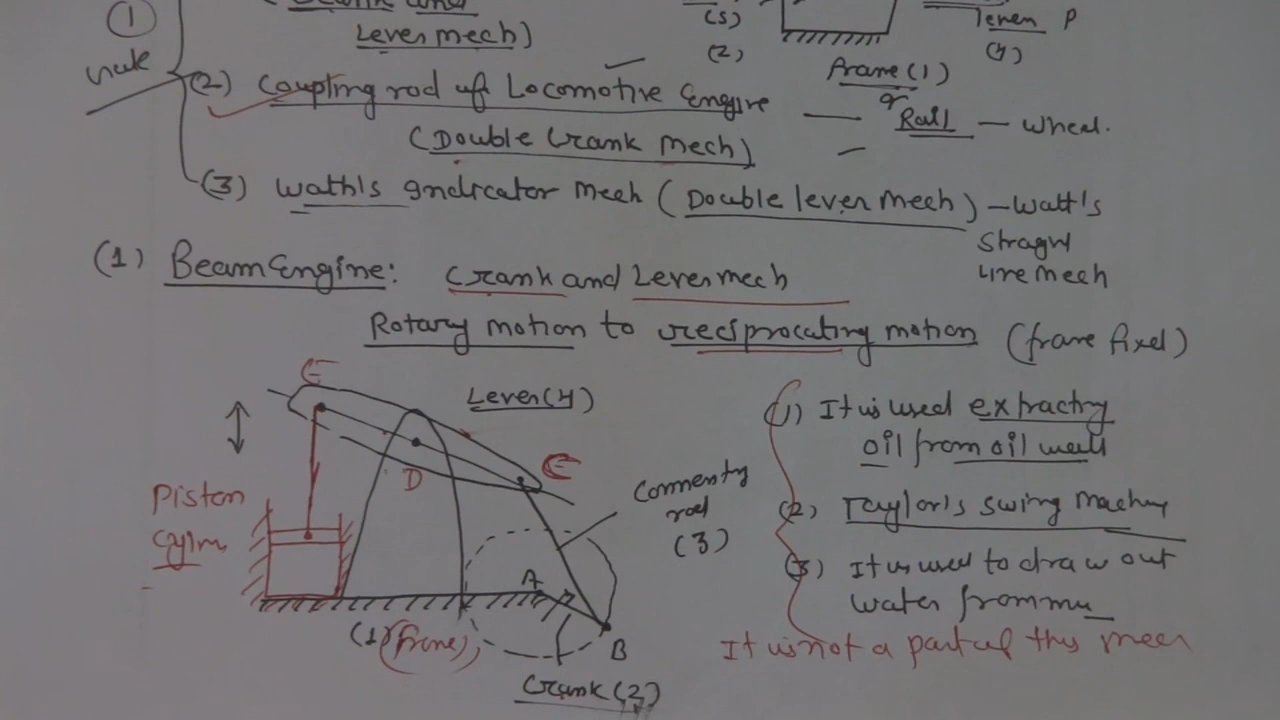 Lever mech)
(5)
(2)
lever P
(4)
Frame (1)
or
Rail — wheel.
(1)
(2) Coupling rod of Locomotive Engine —
(Double Crank Mech) —
(3) Wath's Indicator Mech (Double lever Mech) — Watt's
Straght
line Mech
(1) Beam Engine: Crank and Lever mech
Rotary motion to reciprocating motion (frame fixed)
E
Lever(4)
D
C
Piston
Connecting
rod
(3)
A
(1) (frame)
B
Crank (2)
(1) It is used extracting
oil from oil well
(2) Taylor's swing Machine
(3) It is used to draw out
water from
It is not a part of this mech